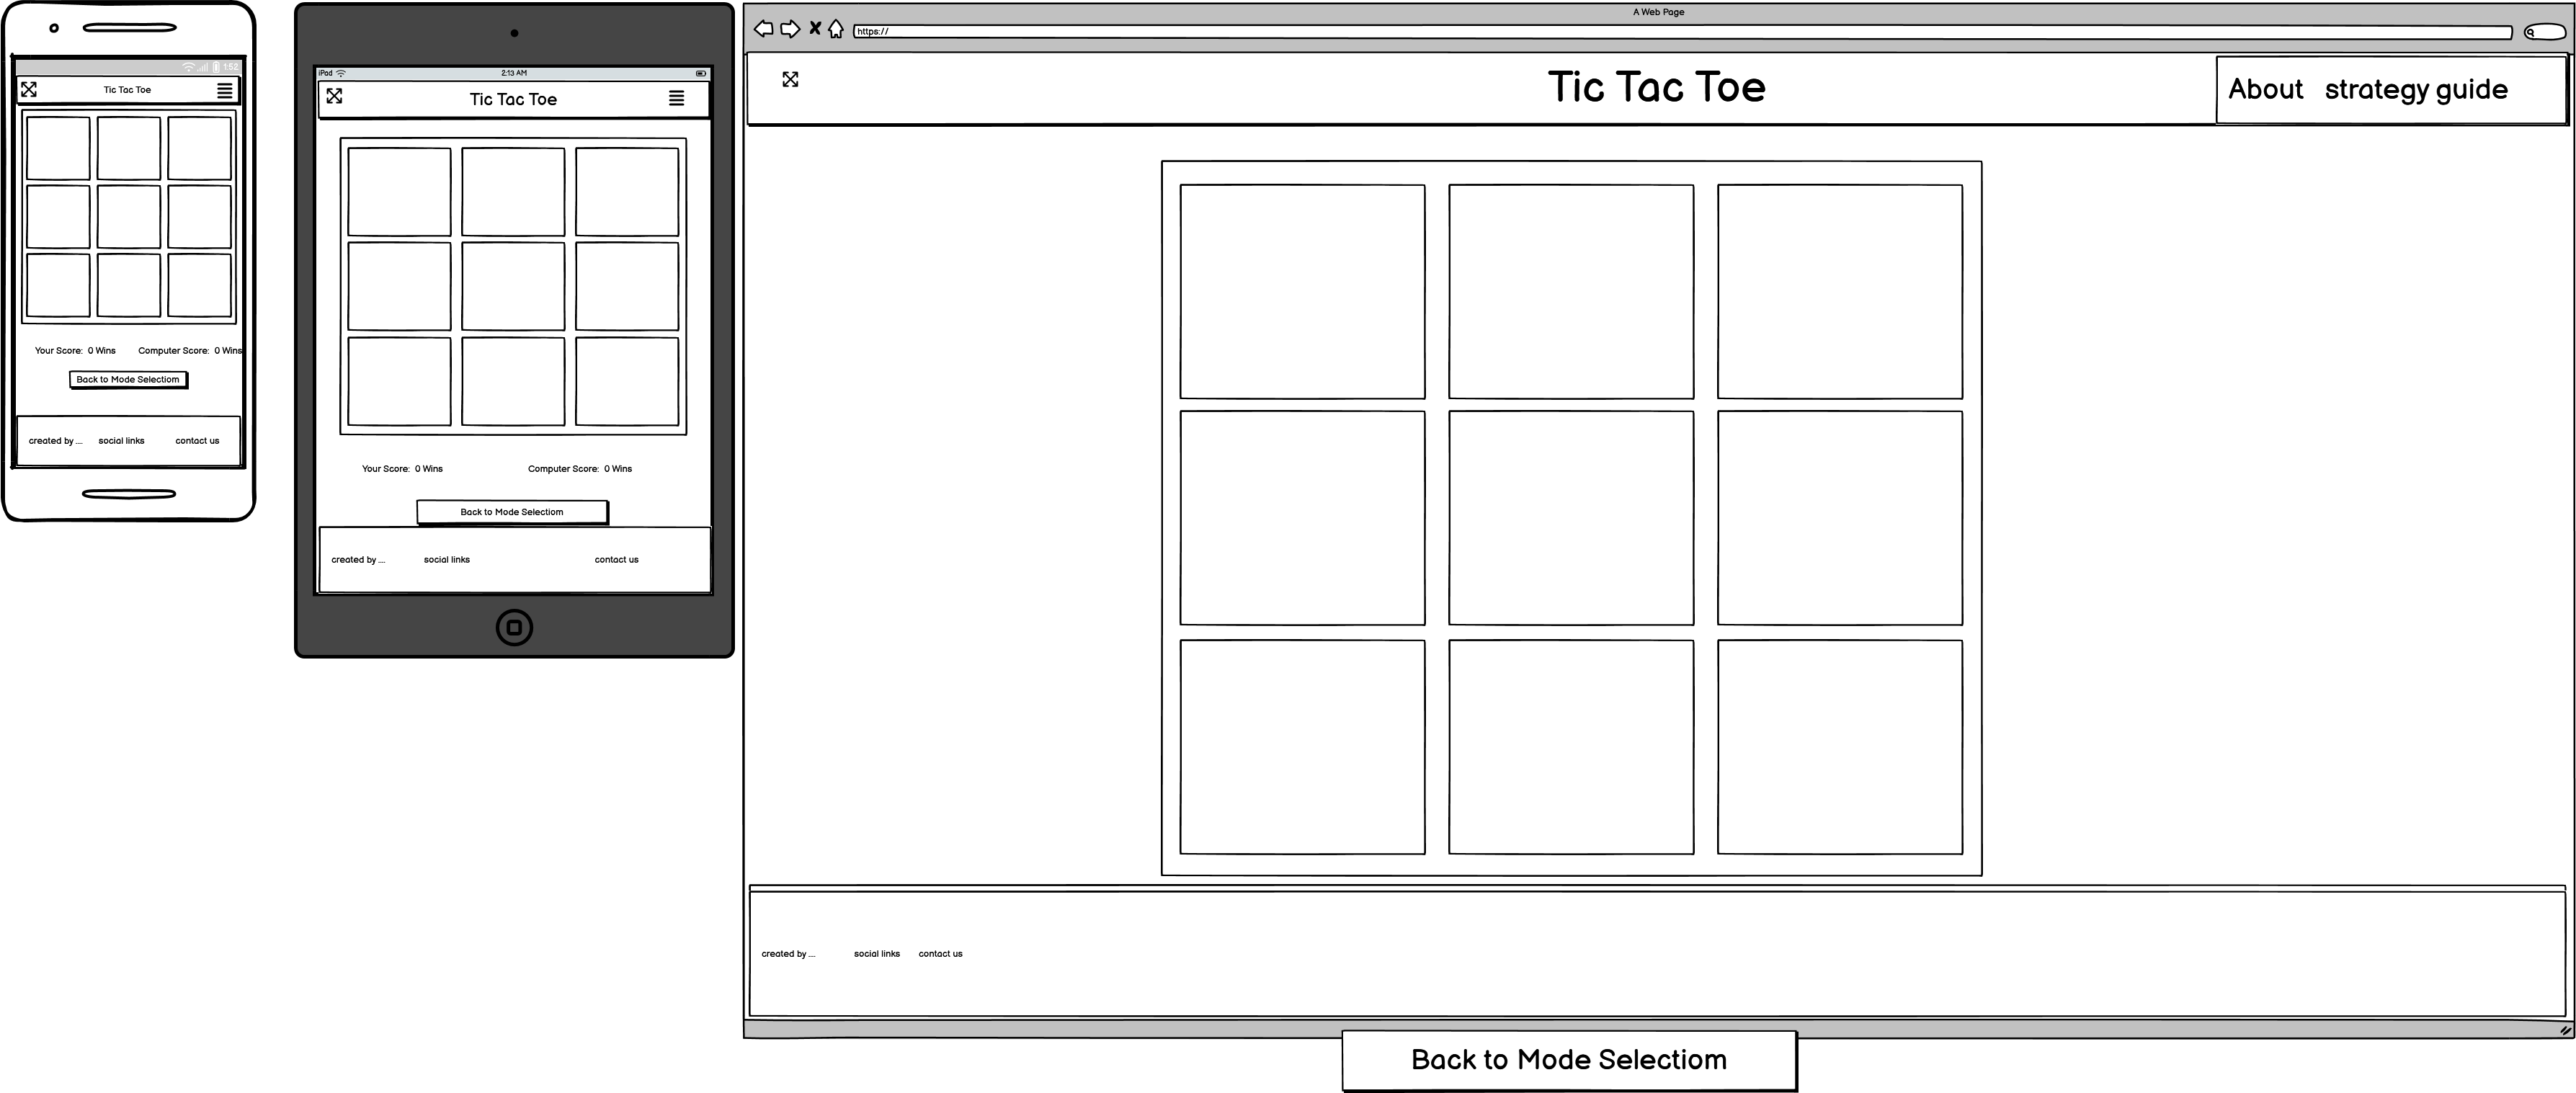 1:52
Tic Tac Toe
Your Score: 0 Wins
Computer Score: 0 Wins
Back to Mode Selectiom
created by ....
social links
contact us
iPad
2:13 AM
Tic Tac Toe
Your Score: 0 Wins
Computer Score: 0 Wins
Back to Mode Selectiom
created by ....
social links
contact us
A Web Page
https://
Tic Tac Toe
About strategy guide
created by ....
social links
contact us
Back to Mode Selectiom